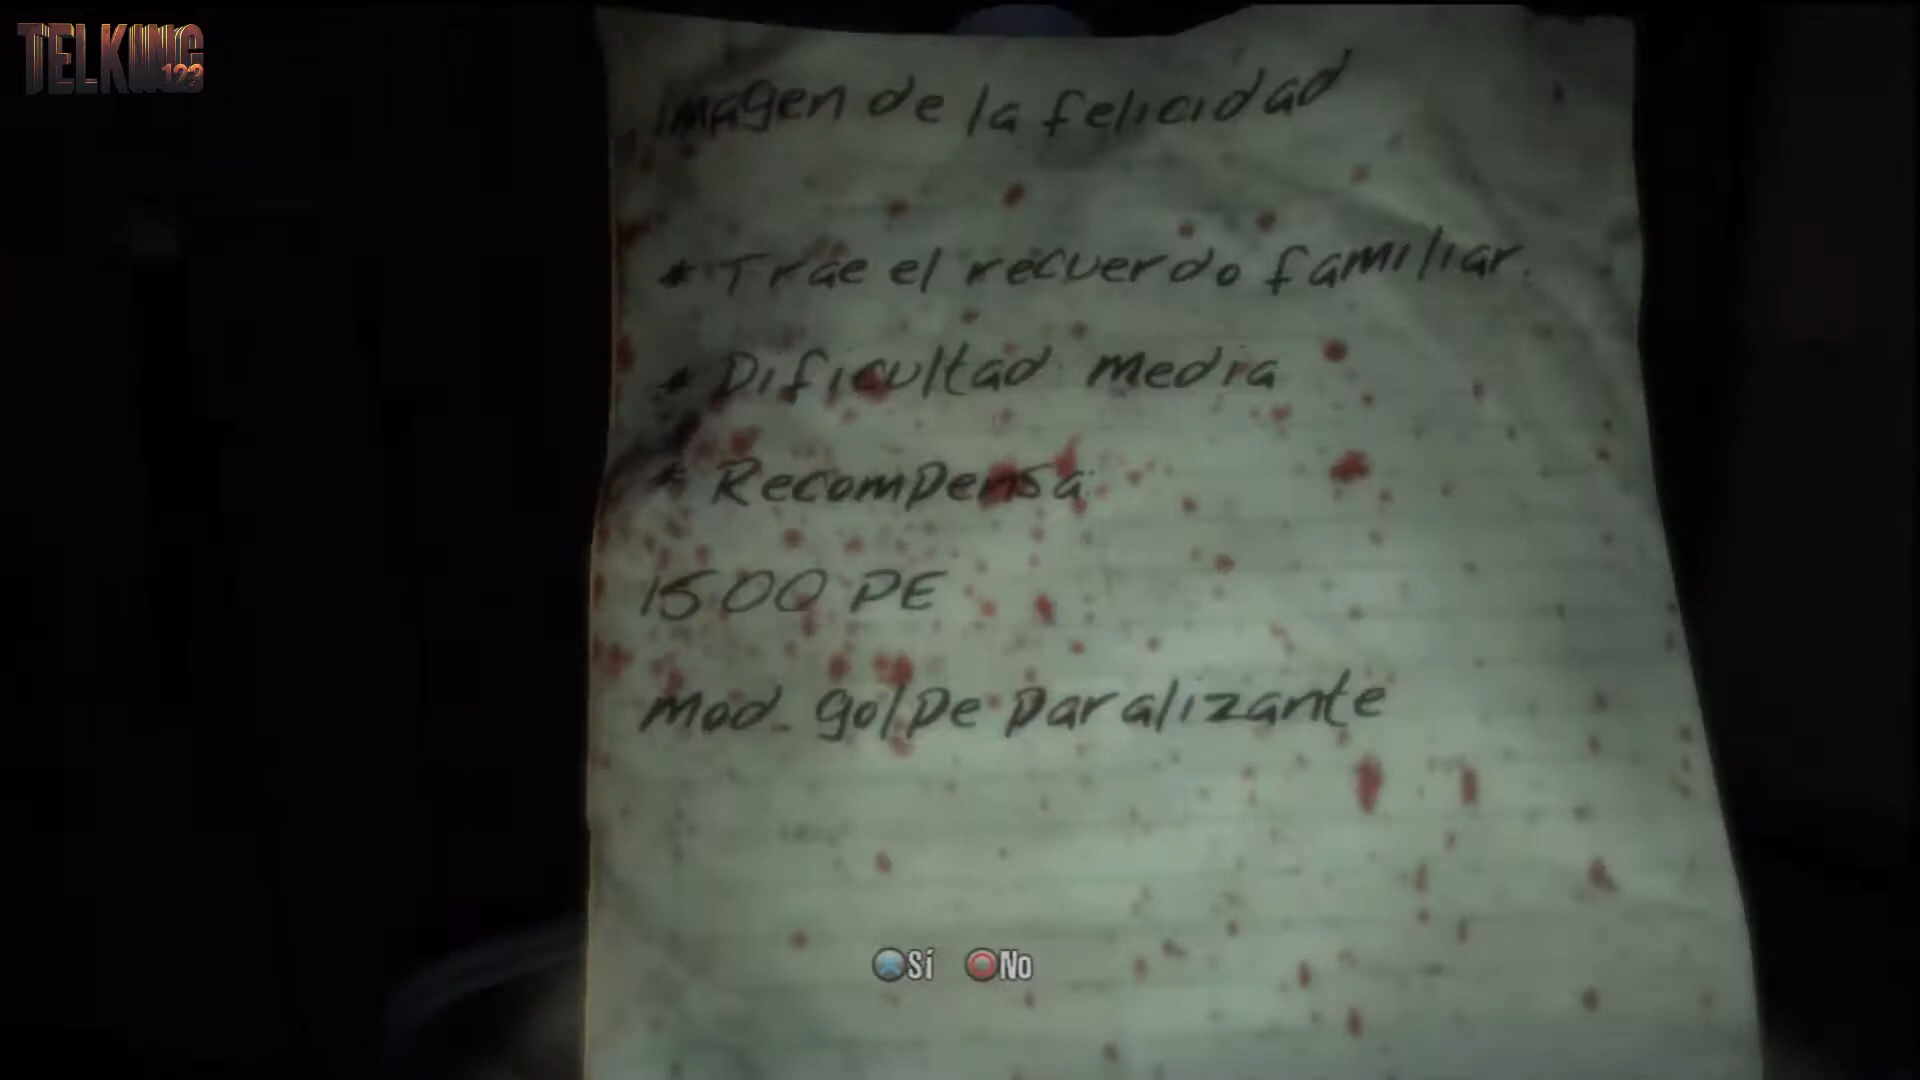 TELKING
123
Imagen de la felicidad
* Trae el recuerdo familiar.
* Dificultad media
* Recompensa:
1500 PE
Mod. golpe paralizante
Sí No